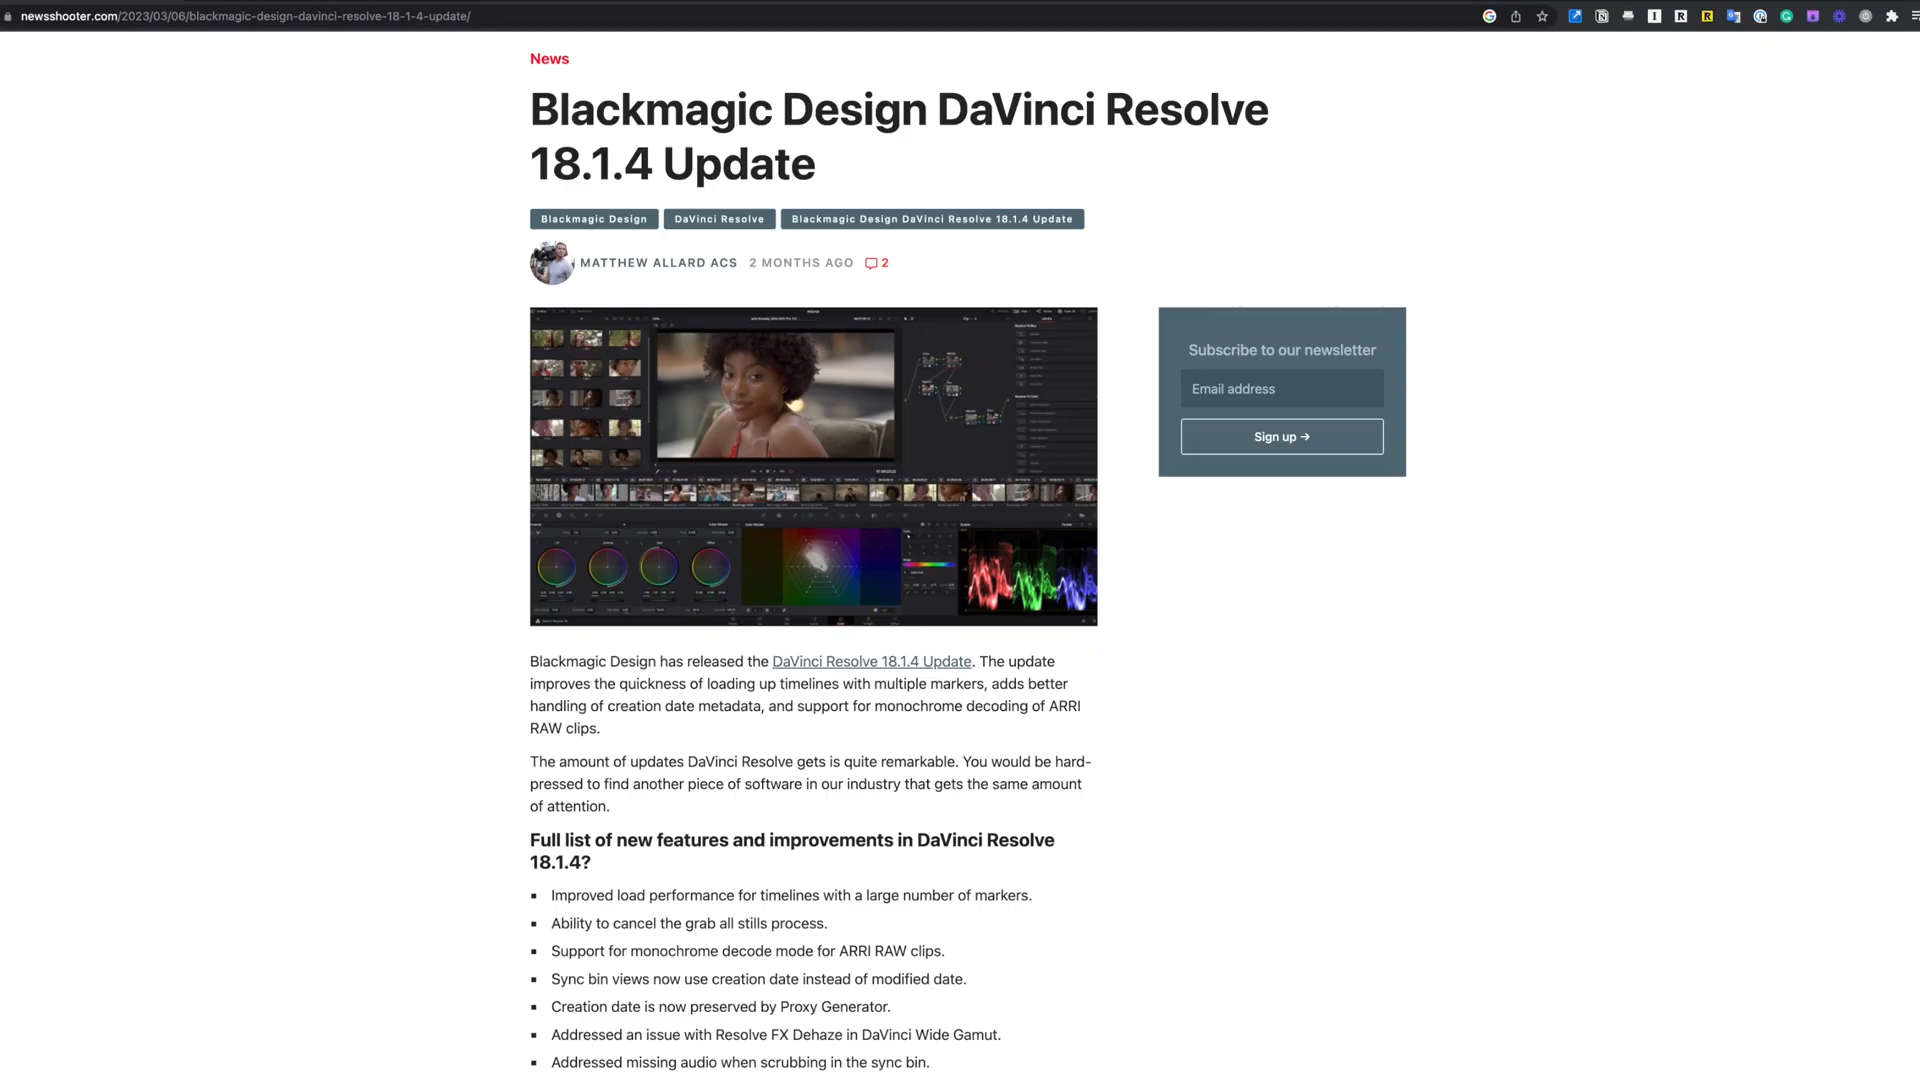 newsshooter.com/2023/03/06/blackmagic-design-davinci-resolve-18-1-4-update/
News
Blackmagic Design DaVinci Resolve
18.1.4 Update
Blackmagic Design
DaVinci Resolve
Blackmagic Design DaVinci Resolve 18.1.4 Update
MATTHEW ALLARD ACS 2 MONTHS AGO 2
Subscribe to our newsletter
Email address
Sign up →
Blackmagic Design has released the DaVinci Resolve 18.1.4 Update. The update
improves the quickness of loading up timelines with multiple markers, adds better
handling of creation date metadata, and support for monochrome decoding of ARRI
RAW clips.
The amount of updates DaVinci Resolve gets is quite remarkable. You would be hard-
pressed to find another piece of software in our industry that gets the same amount
of attention.
Full list of new features and improvements in DaVinci Resolve
18.1.4?
▪ Improved load performance for timelines with a large number of markers.
▪ Ability to cancel the grab all stills process.
▪ Support for monochrome decode mode for ARRI RAW clips.
▪ Sync bin views now use creation date instead of modified date.
▪ Creation date is now preserved by Proxy Generator.
▪ Addressed an issue with Resolve FX Dehaze in DaVinci Wide Gamut.
▪ Addressed missing audio when scrubbing in the sync bin.